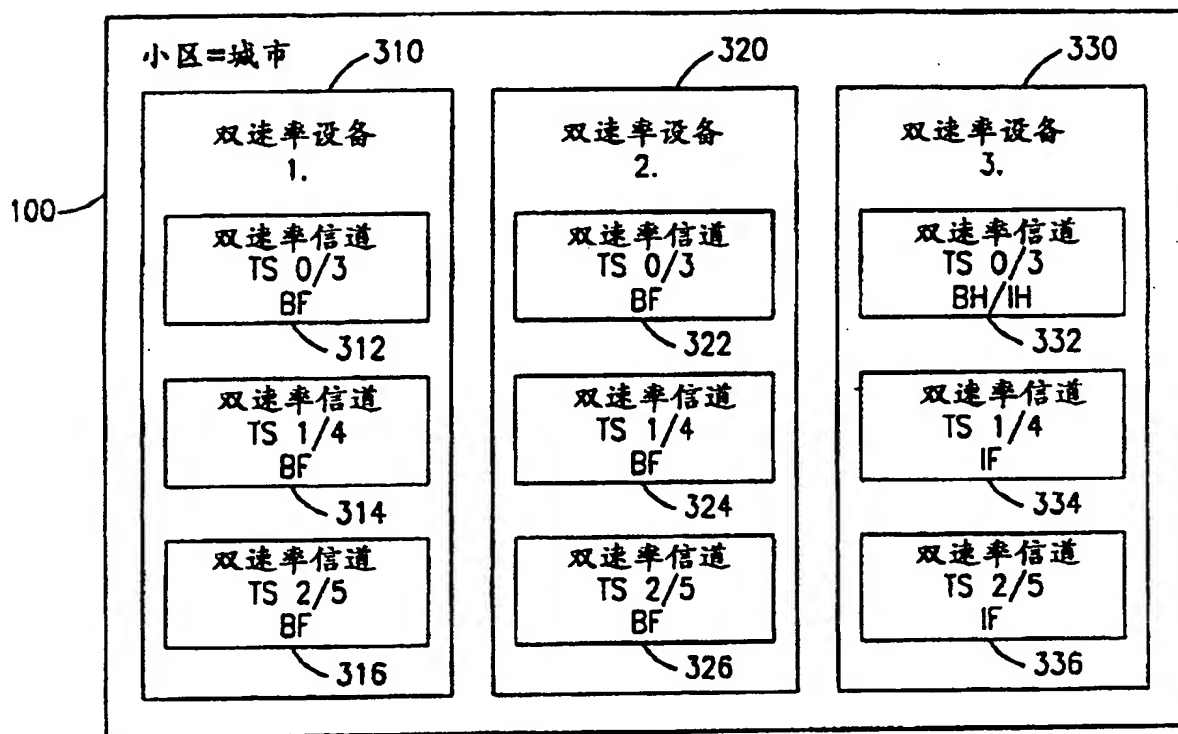 小区=城市
310
320
330
100
双速率设备
1.
双速率信道
TS 0/3
BF
312
双速率信道
TS 1/4
BF
314
双速率信道
TS 2/5
BF
316
双速率设备
2.
双速率信道
TS 0/3
BF
322
双速率信道
TS 1/4
BF
324
双速率信道
TS 2/5
BF
326
双速率设备
3.
双速率信道
TS 0/3
BH/IH
332
双速率信道
TS 1/4
IF
334
双速率信道
TS 2/5
IF
336